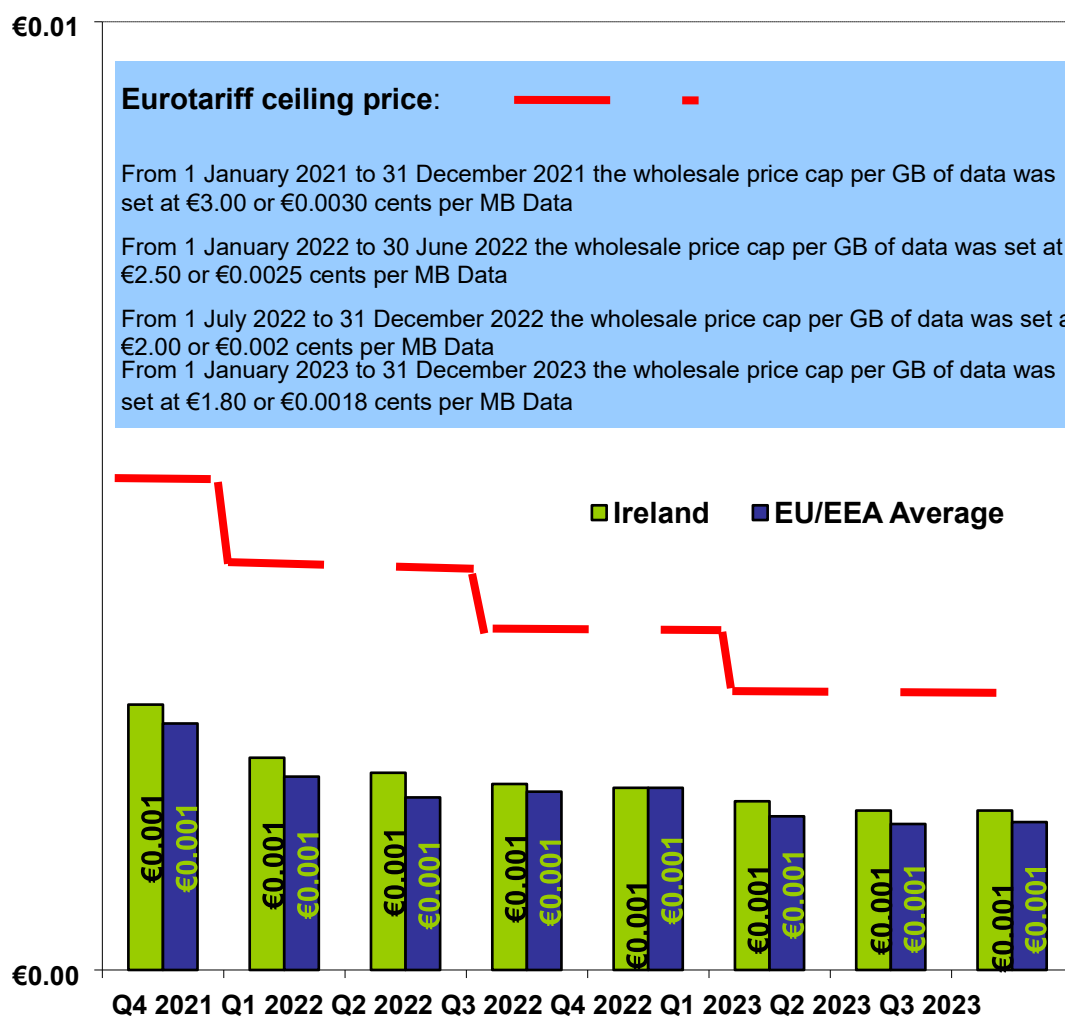 €0.01
Eurotariff ceiling price:
From 1 January 2021 to 31 December 2021 the wholesale price cap per GB of data was
set at €3.00 or €0.0030 cents per MB Data
From 1 January 2022 to 30 June 2022 the wholesale price cap per GB of data was set at
€2.50 or €0.0025 cents per MB Data
From 1 July 2022 to 31 December 2022 the wholesale price cap per GB of data was set
€2.00 or €0.002 cents per MB Data
From 1 January 2023 to 31 December 2023 the wholesale price cap per GB of data was
set at €1.80 or €0.0018 cents per MB Data
Ireland EU/EEA Average
€0.001 €0.001 €0.001 €0.001 €0.001 €0.001 €0.001 €0.001 €0.001 €0.001 €0.001 €0.001 €0.001 €0.001 €0.001 €0.001
€0.00
Q4 2021 Q1 2022 Q2 2022 Q3 2022 Q4 2022 Q1 2023 Q2 2023 Q3 2023